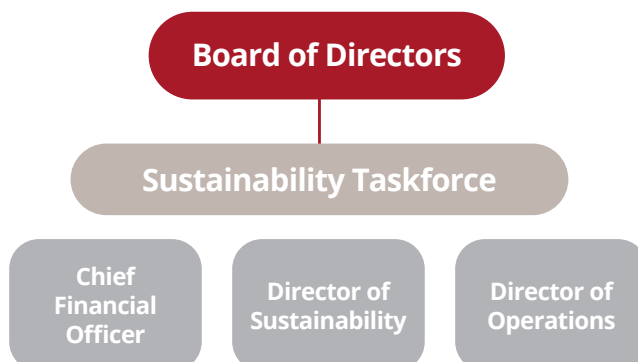 Board of Directors
Sustainability Taskforce
Chief
Financial
Officer
Director of
Sustainability
Director of
Operations